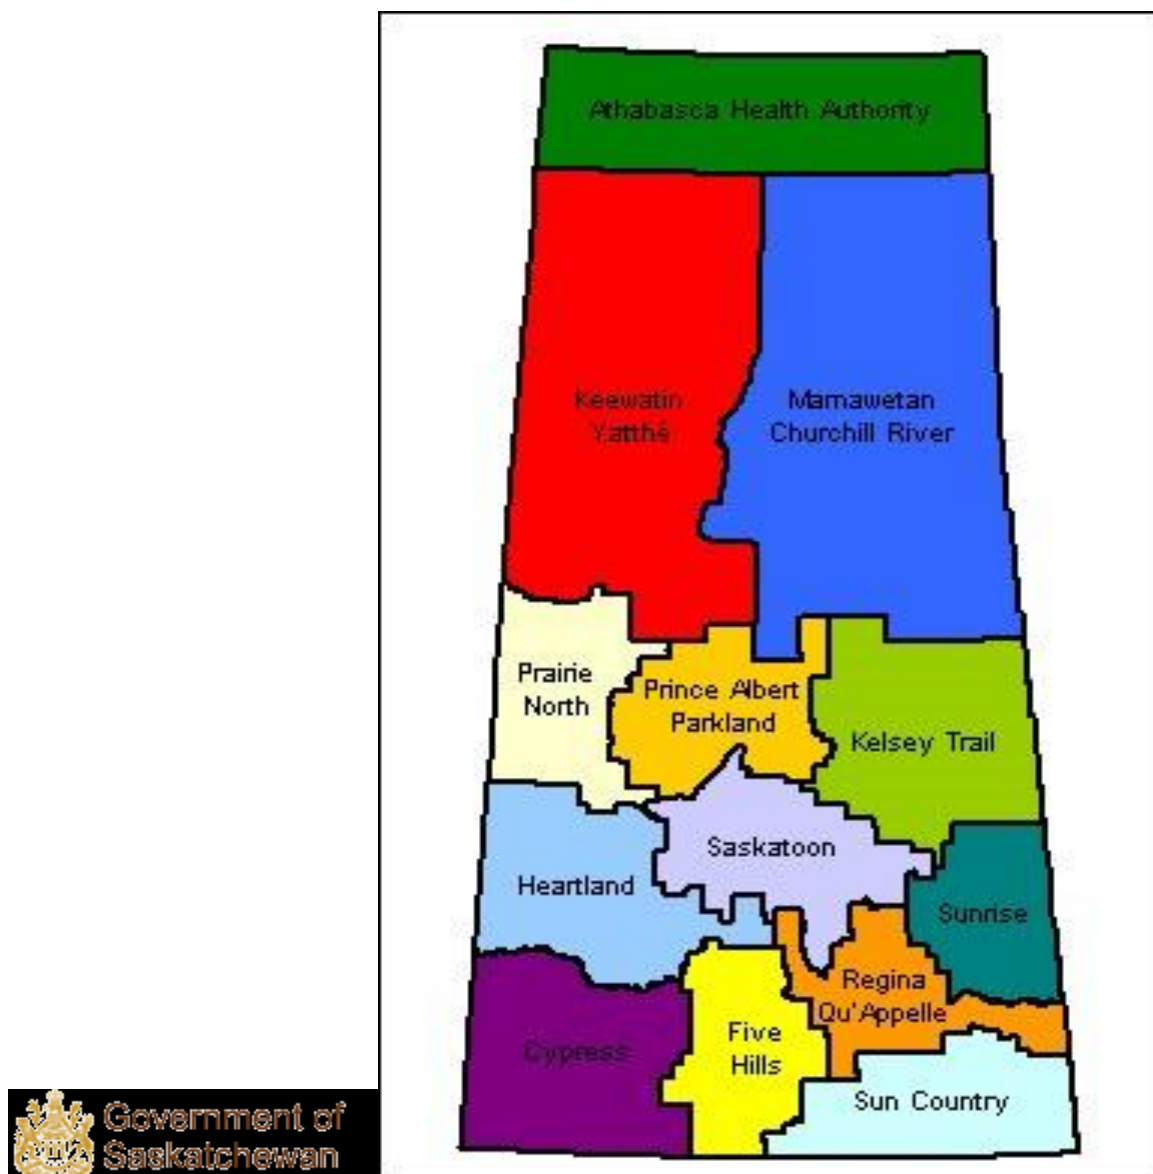 Athabasca Health Authority
Keewatin
Yatthé
Mamawetan
Churchill River
Prairie
North
Prince Albert
Parkland
Kelsey Trail
Saskatoon
Heartland
Sunrise
Regina
Qu'Appelle
Cypress
Five
Hills
Sun Country
Government of
Saskatchewan